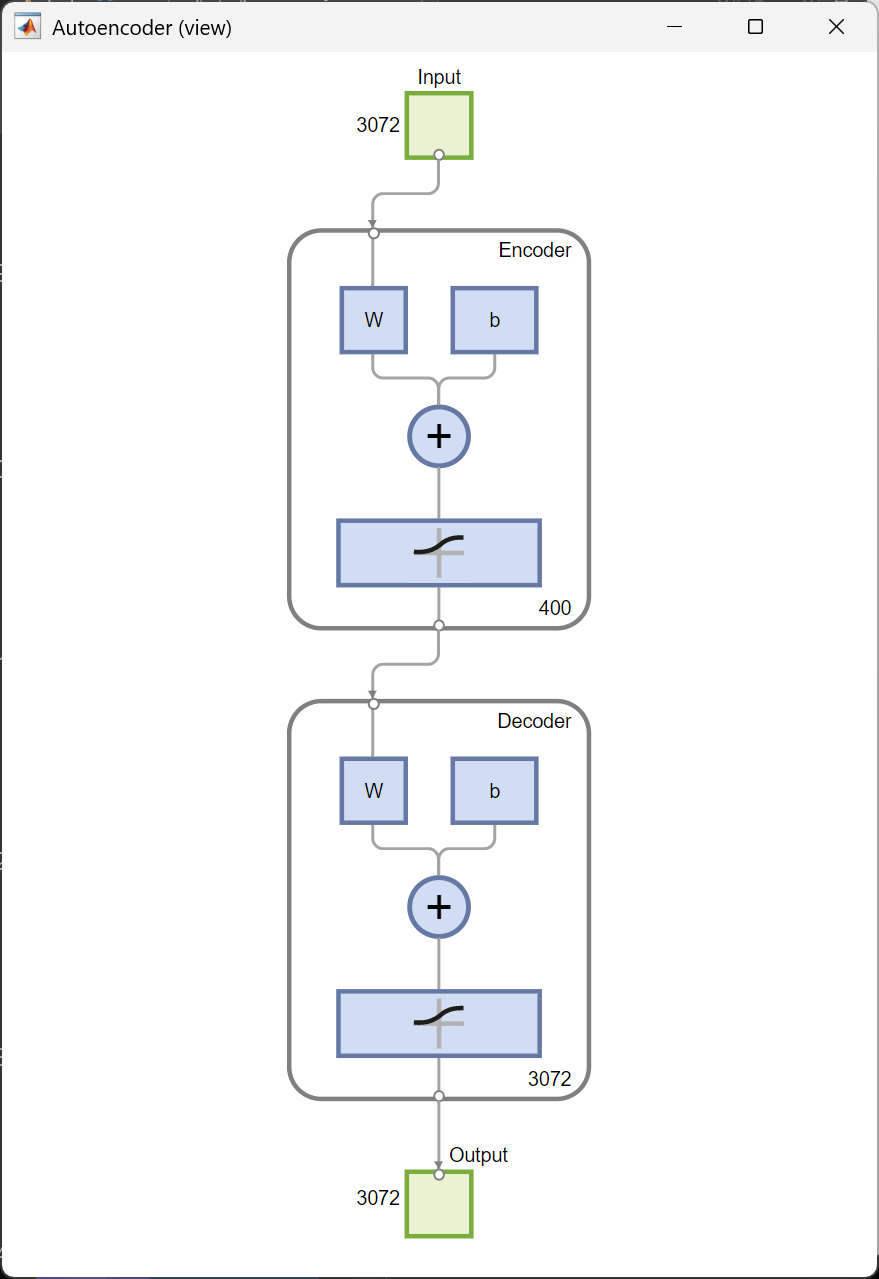 Autoencoder (view)
Input
3072
Encoder
W
b
+
400
Decoder
W
b
+
3072
Output
3072